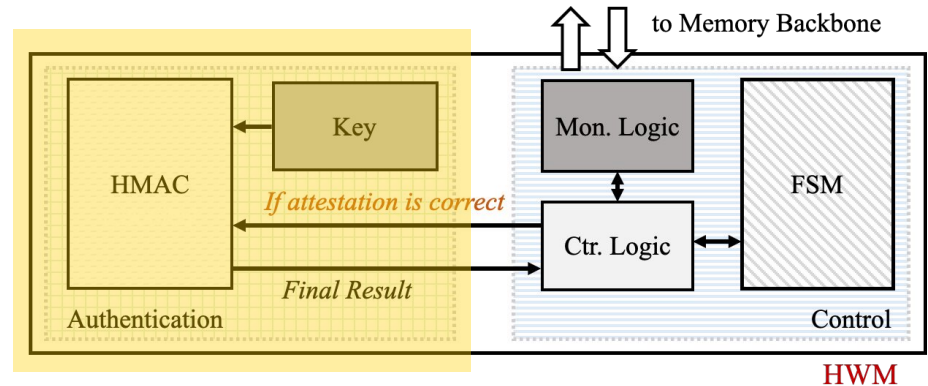 to Memory Backbone
Key
Mon. Logic
HMAC
FSM
If attestation is correct
Ctr. Logic
Final Result
Authentication
Control
HWM